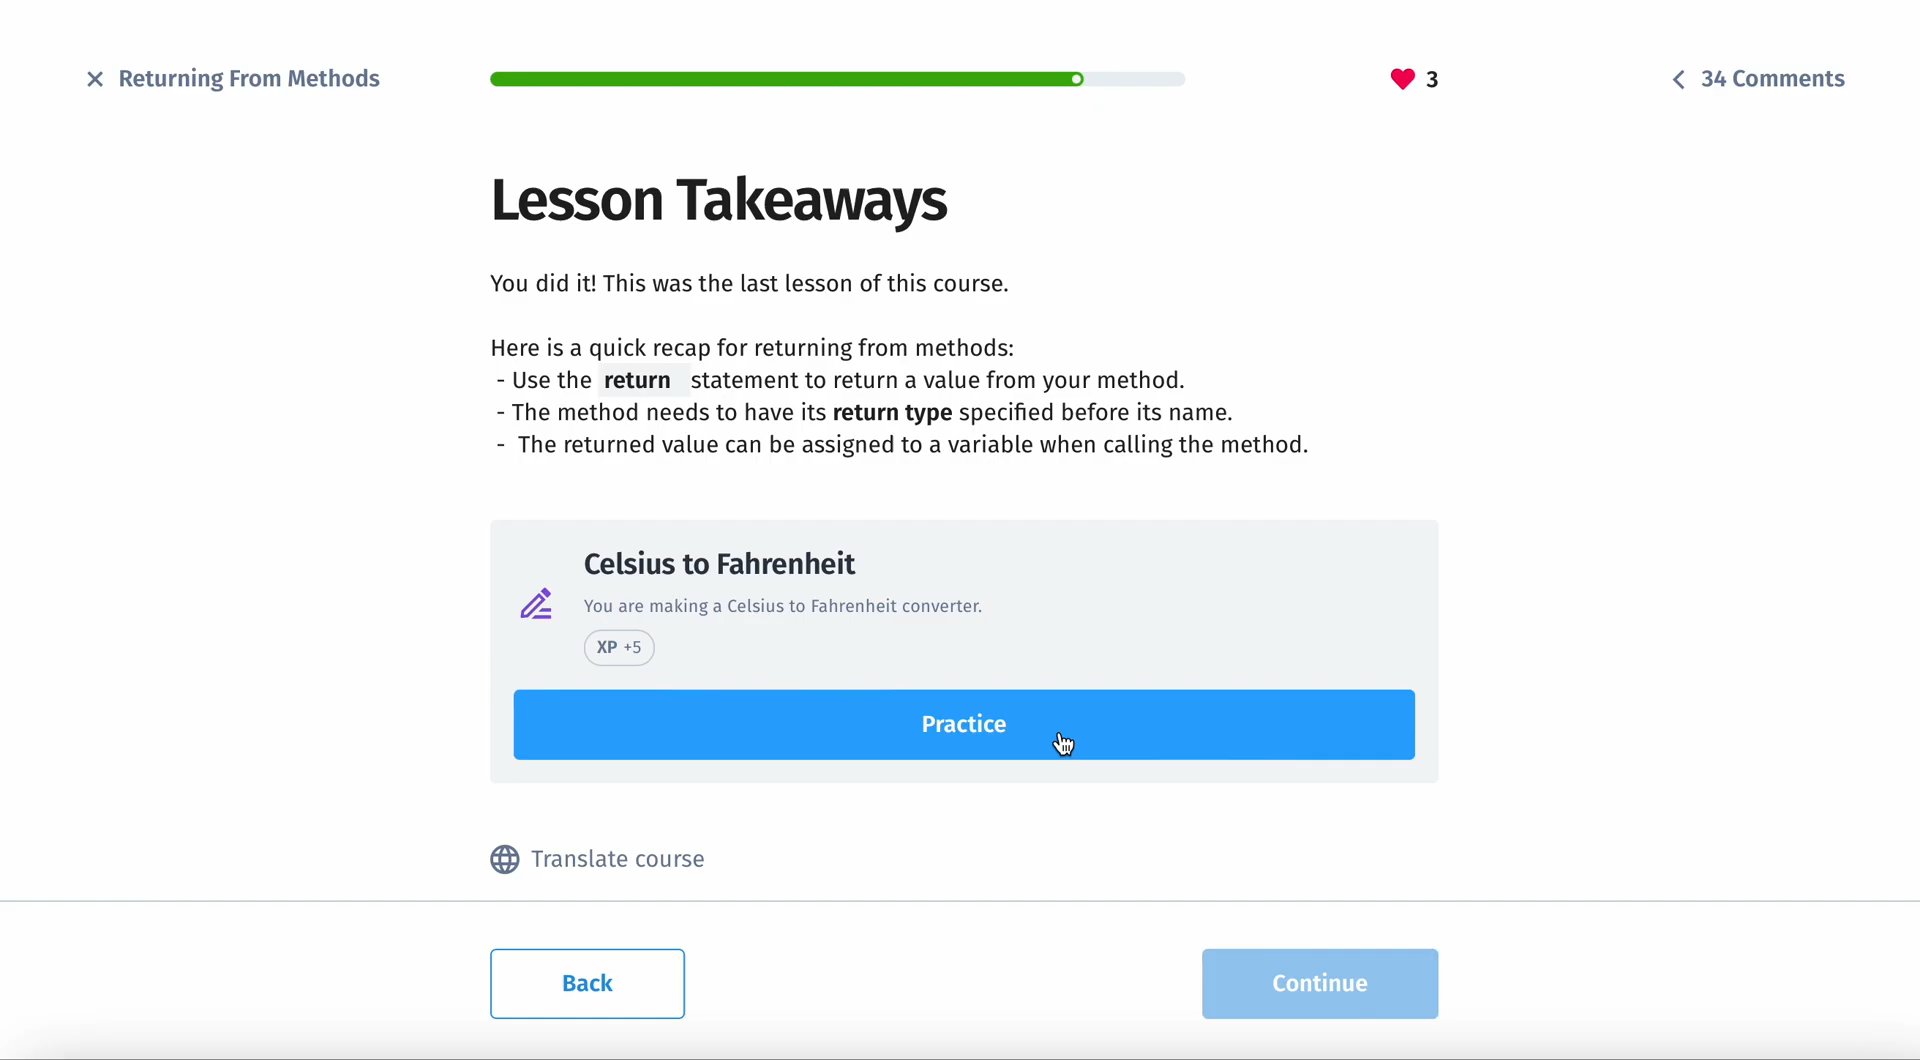 Returning From Methods
3
34 Comments
Lesson Takeaways
You did it! This was the last lesson of this course.
Here is a quick recap for returning from methods:
- Use the return statement to return a value from your method.
- The method needs to have its return type specified before its name.
- The returned value can be assigned to a variable when calling the method.
Celsius to Fahrenheit
You are making a Celsius to Fahrenheit converter.
XP +5
Practice
Translate course
Back
Continue